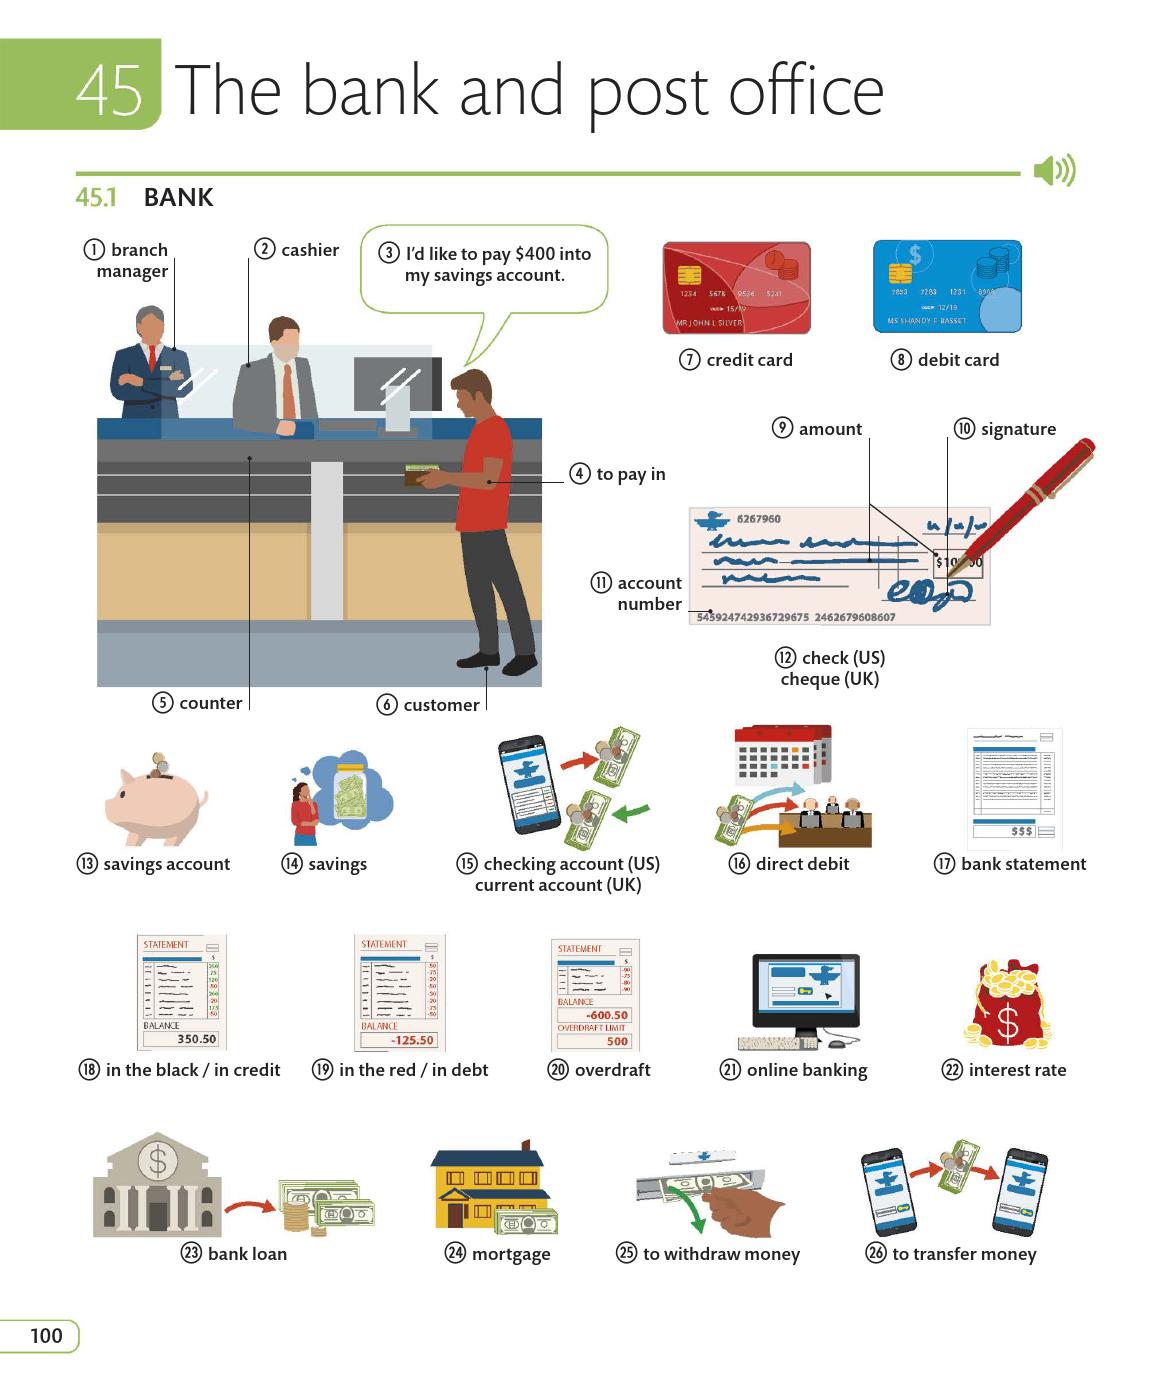 45 The bank and post office
45.1 BANK
1 branch
manager
2 cashier
3 I'd like to pay $400 into
my savings account.
4 to pay in
5 counter
6 customer
1234 5678 9536 5241
15/19
MR JOHN L SILVER
7 credit card
$
7853 7283 1231 8908
12/19
MS SHANDY F BASSET
8 debit card
9 amount
10 signature
6267960
11 account
number
545924742936729675 2462679608607
12 check (US)
cheque (UK)
13 savings account
14 savings
15 checking account (US)
current account (UK)
16 direct debit
$$$
17 bank statement
STATEMENT
$
BALANCE
350.50
18 in the black / in credit
STATEMENT
$
BALANCE
-125.50
19 in the red / in debt
STATEMENT
$
BALANCE
-600.50
OVERDRAFT LIMIT
500
20 overdraft
21 online banking
$
22 interest rate
$
23 bank loan
24 mortgage
25 to withdraw money
26 to transfer money
100